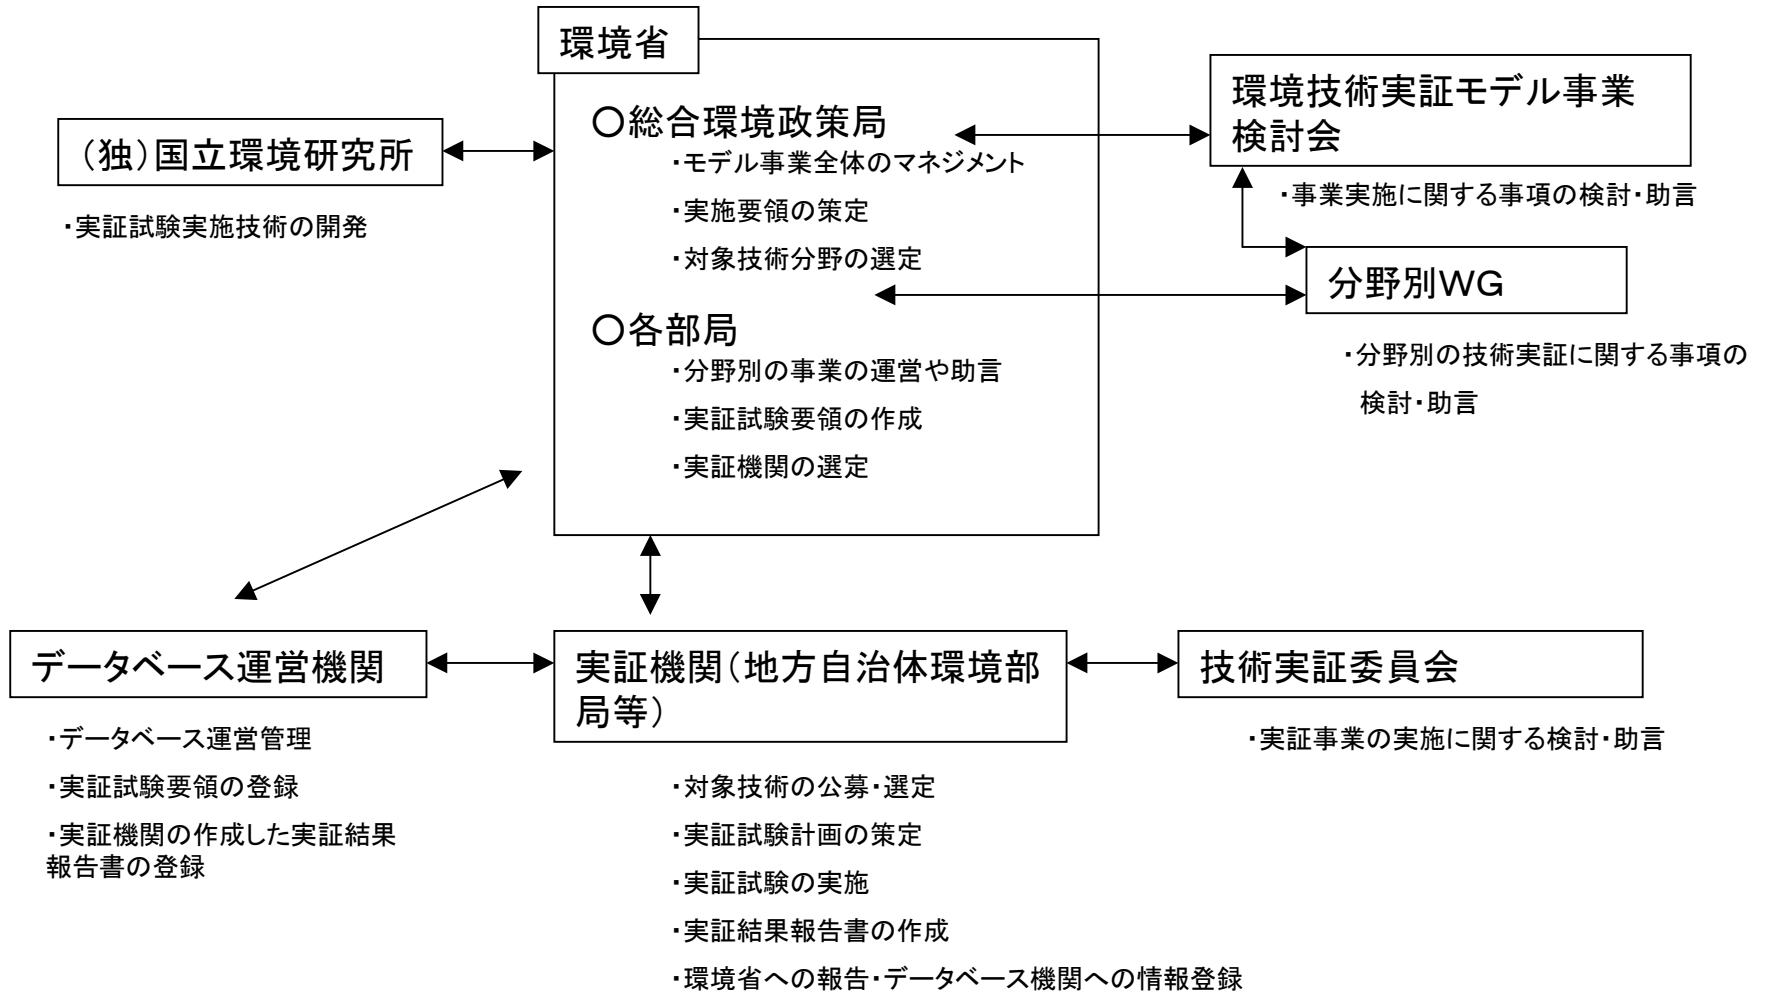 環境省
○総合環境政策局
・モデル事業全体のマネジメント
・実施要領の策定
・対象技術分野の選定
○各部局
・分野別の事業の運営や助言
・実証試験要領の作成
・実証機関の選定
（独）国立環境研究所
・実証試験実施技術の開発
環境技術実証モデル事業
検討会
・事業実施に関する事項の検討・助言
分野別WG
・分野別の技術実証に関する事項の
検討・助言
データベース運営機関
・データベース運営管理
・実証試験要領の登録
・実証機関の作成した実証結果
報告書の登録
実証機関（地方自治体環境部
局等）
・対象技術の公募・選定
・実証試験計画の策定
・実証試験の実施
・実証結果報告書の作成
・環境省への報告・データベース機関への情報登録
技術実証委員会
・実証事業の実施に関する検討・助言